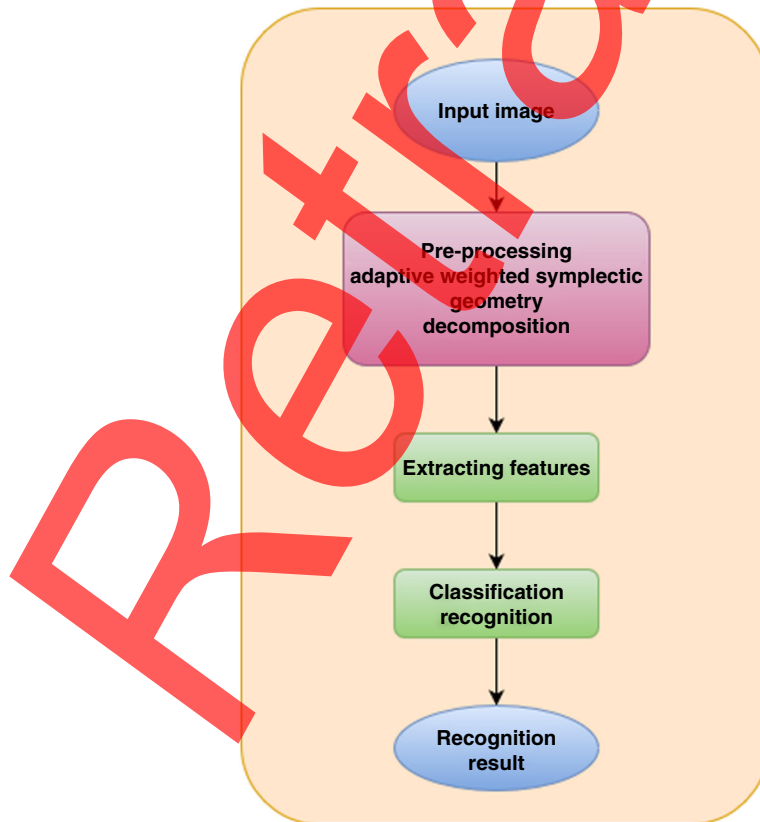 Input image
Pre-processing
adaptive weighted symplectic
geometry
decomposition
Extracting features
Classification
recognition
Recognition
result
Retra